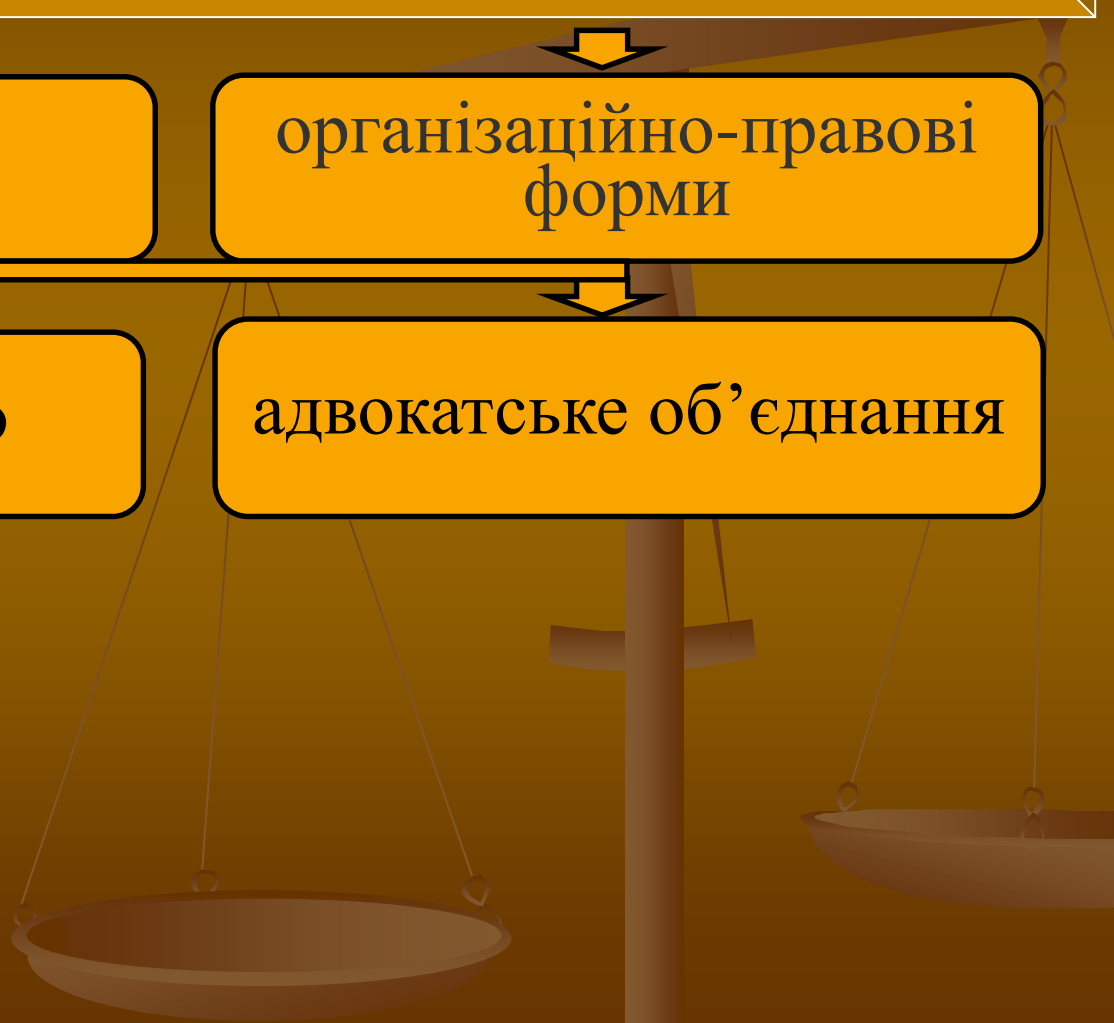 організаційно-правові
форми
адвокатське об’єднання